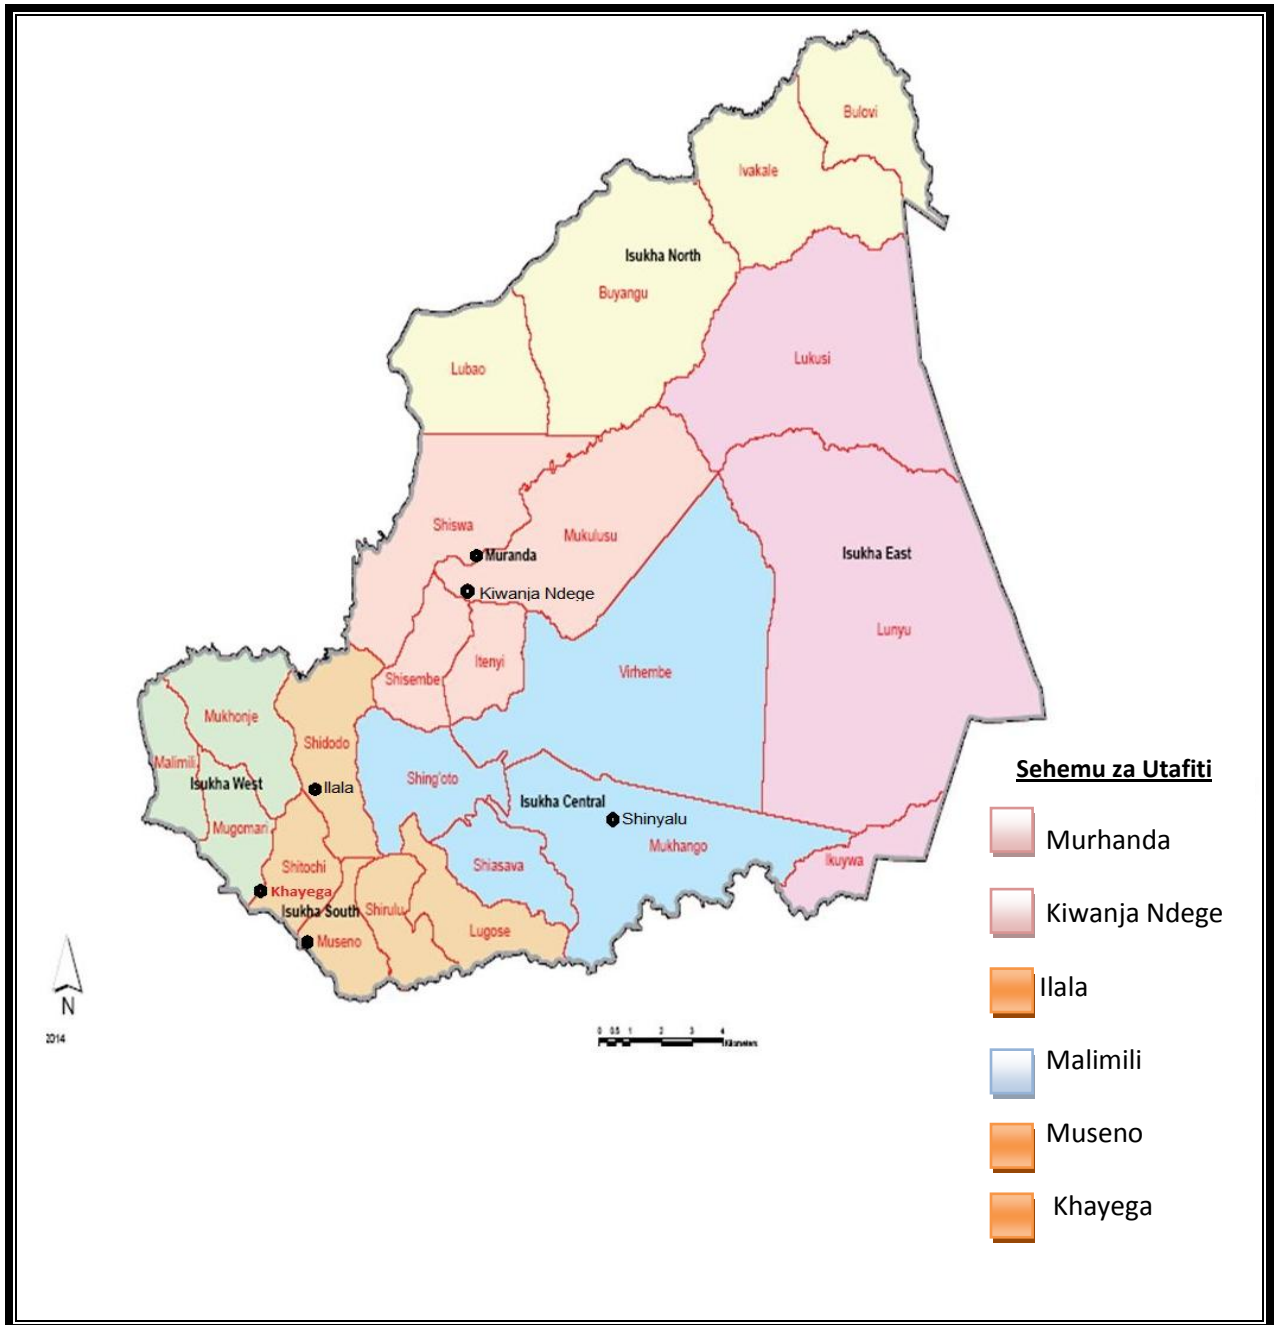 Bulovi
Ivakale
Isukha North
Buyangu
Lukusi
Lubao
Shiswa
Mukulusu
Muranda
Isukha East
Kiwanja Ndege
Lunyu
Itenyi
Virhembe
Shisembe
Mukhonje
Shidodo
Malimili
Isukha West
Shing'oto
Ilala
Isukha Central
Shinyalu
Mugomari
Mukhango
Shitochi
Shiasava
Ikuywa
Khayega
Isukha South
Shirulu
Museno
Lugose
Sehemu za Utafiti
Murhanda
Kiwanja Ndege
Ilala
Malimili
Museno
Khayega
N
2014
0 0.5 1 2 3 4
Kilometers